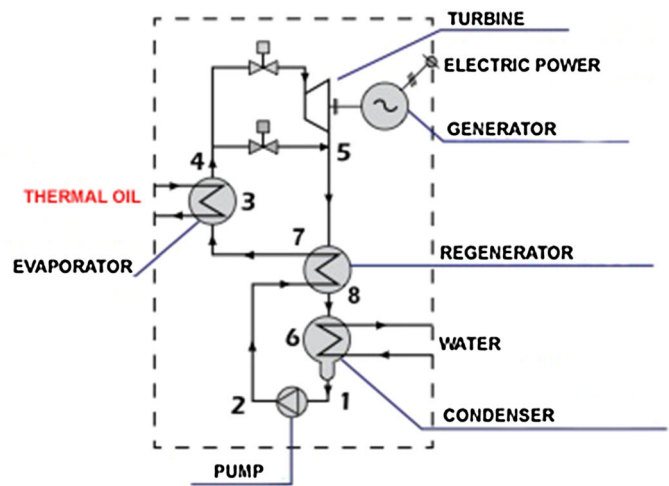 TURBINE
ELECTRIC POWER
GENERATOR
4
5
THERMAL OIL
3
7
EVAPORATOR
REGENERATOR
8
6
WATER
2
1
CONDENSER
PUMP